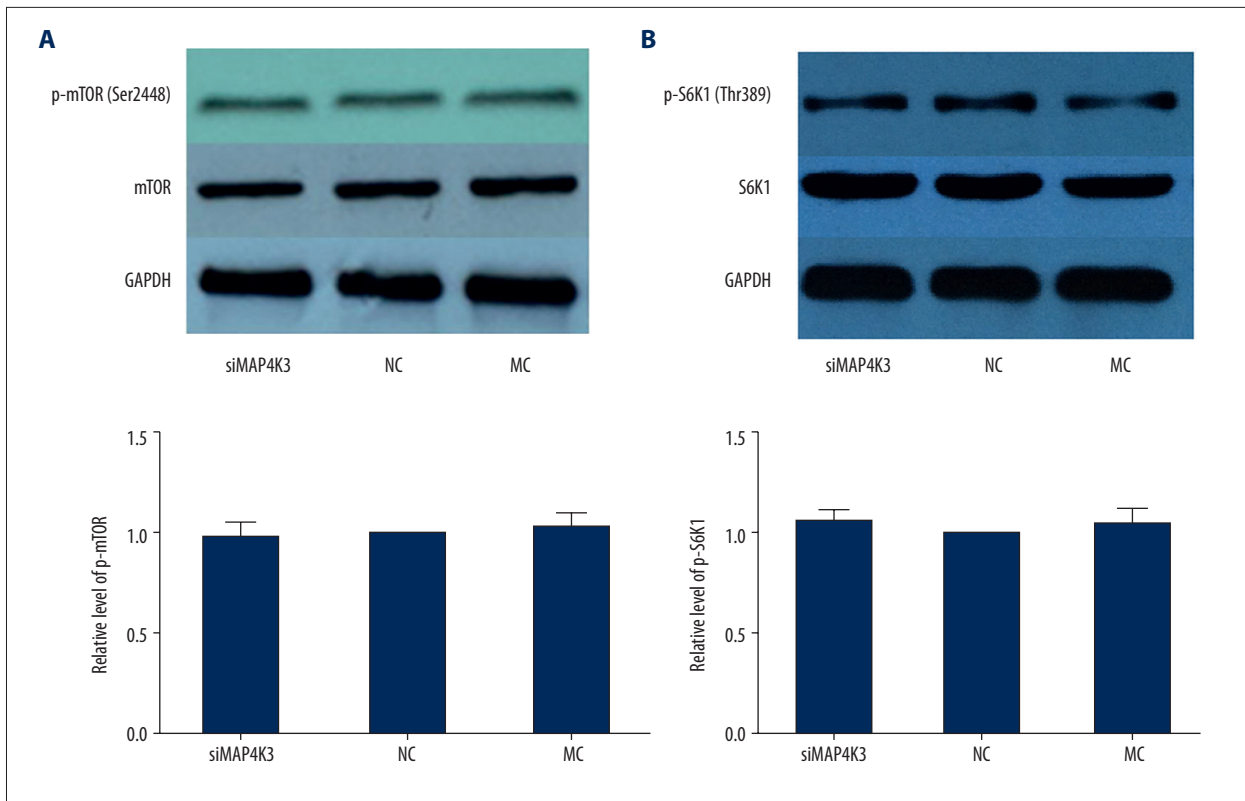 A
p-mTOR (Ser2448)
mTOR
GAPDH
siMAP4K3 NC MC
Relative level of p-mTOR
1.5
1.0
0.5
0.0
siMAP4K3 NC MC
B
p-S6K1 (Thr389)
S6K1
GAPDH
siMAP4K3 NC MC
Relative level of p-S6K1
1.5
1.0
0.5
0.0
siMAP4K3 NC MC